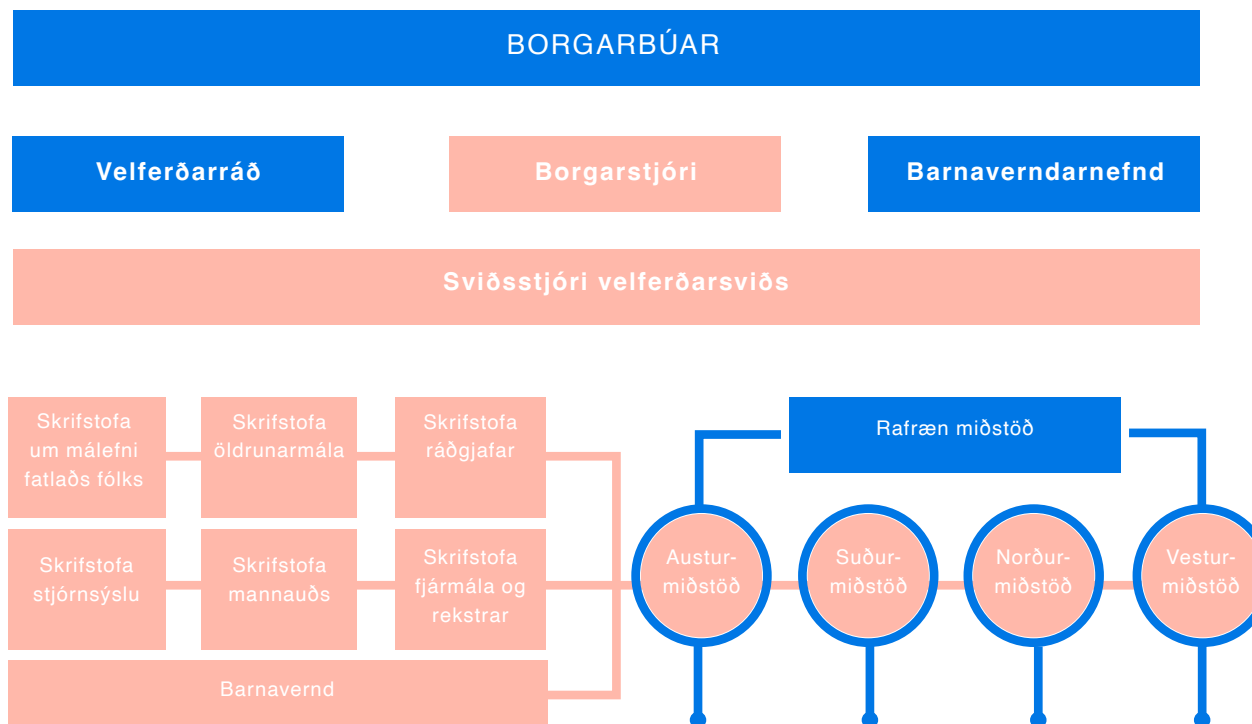 BORGARBÚAR
Velferðarráð
Borgarstjóri
Barnaverndarnefnd
Sviðsstjóri velferðarsviðs
Skrifstofa
um málefni
fatlaðs fólks
Skrifstofa
öldrunarmála
Skrifstofa
ráðgjafar
Rafræn miðstöð
Skrifstofa
stjórnsýslu
Skrifstofa
mannauðs
Skrifstofa
fjármála og
rekstrar
Austur-
miðstöð
Suður-
miðstöð
Norður-
miðstöð
Vestur-
miðstöð
Barnavernd